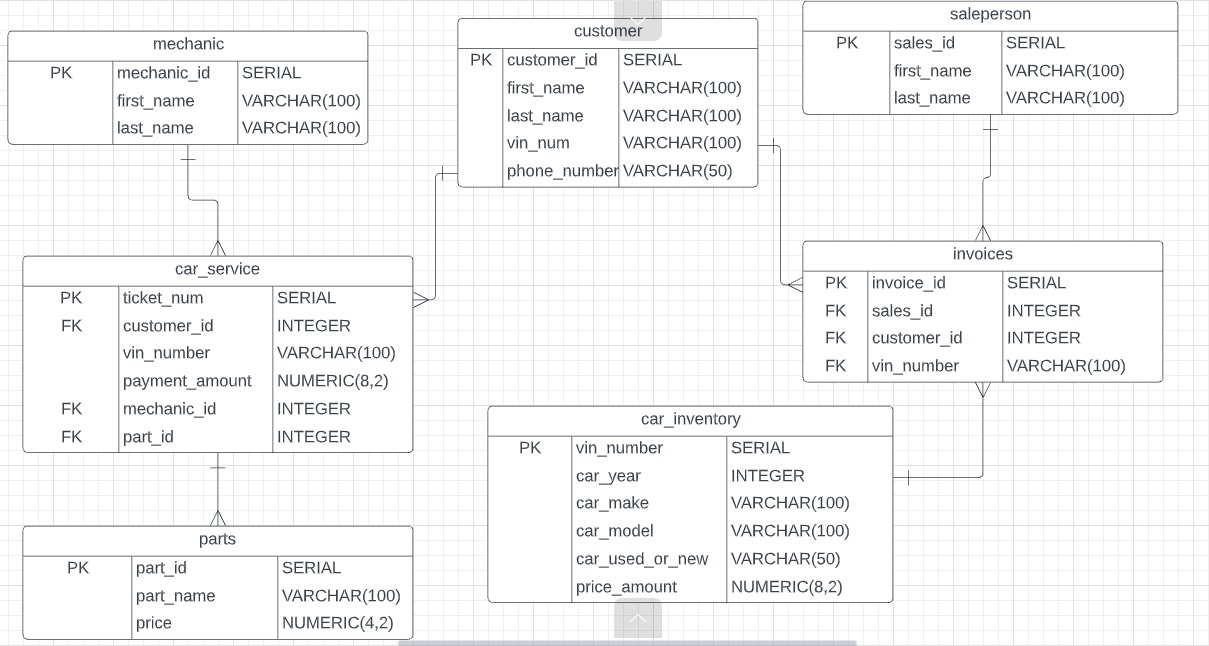 mechanic
PK mechanic_id SERIAL
first_name VARCHAR(100)
last_name VARCHAR(100)
customer
PK customer_id SERIAL
first_name VARCHAR(100)
last_name VARCHAR(100)
vin_num VARCHAR(100)
phone_number VARCHAR(50)
saleperson
PK sales_id SERIAL
first_name VARCHAR(100)
last_name VARCHAR(100)
car_service
PK ticket_num SERIAL
FK customer_id INTEGER
vin_number VARCHAR(100)
payment_amount NUMERIC(8,2)
FK mechanic_id INTEGER
FK part_id INTEGER
invoices
PK invoice_id SERIAL
FK sales_id INTEGER
FK customer_id INTEGER
FK vin_number VARCHAR(100)
car_inventory
PK vin_number SERIAL
car_year INTEGER
car_make VARCHAR(100)
car_model VARCHAR(100)
car_used_or_new VARCHAR(50)
price_amount NUMERIC(8,2)
parts
PK part_id SERIAL
part_name VARCHAR(100)
price NUMERIC(4,2)